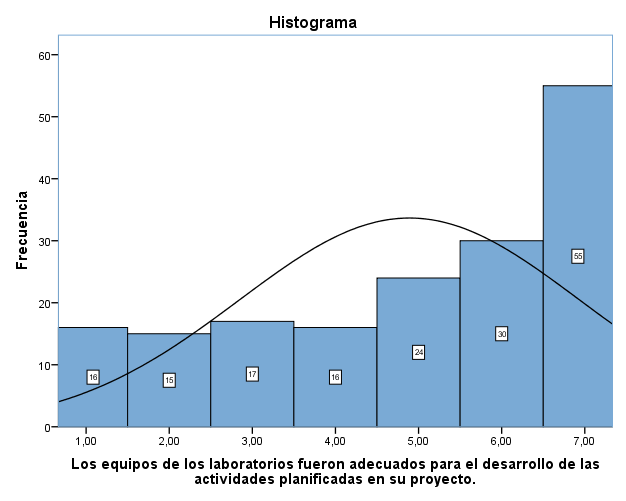 Histograma
60
50
40
30
20
10
0
Frecuencia
16
15
17
16
24
30
55
1,00 2,00 3,00 4,00 5,00 6,00 7,00
Los equipos de los laboratorios fueron adecuados para el desarrollo de las
actividades planificadas en su proyecto.